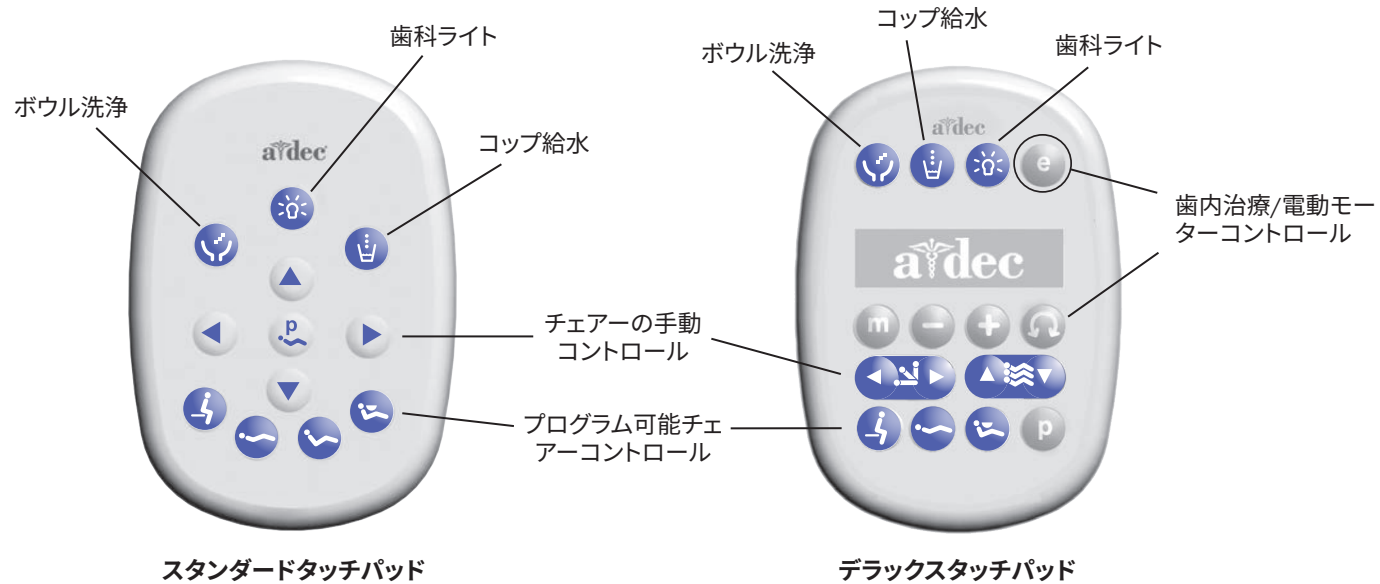 歯科ライト
ボウル洗浄
コップ給水
a dec
p
チェアーの手動
コントロール
プログラム可能チェ
アーコントロール
スタンダードタッチパッド
コップ給水
ボウル洗浄
歯科ライト
a dec
e
歯内治療/電動モー
ターコントロール
a dec
m − +
p
デラックスタッチパッド